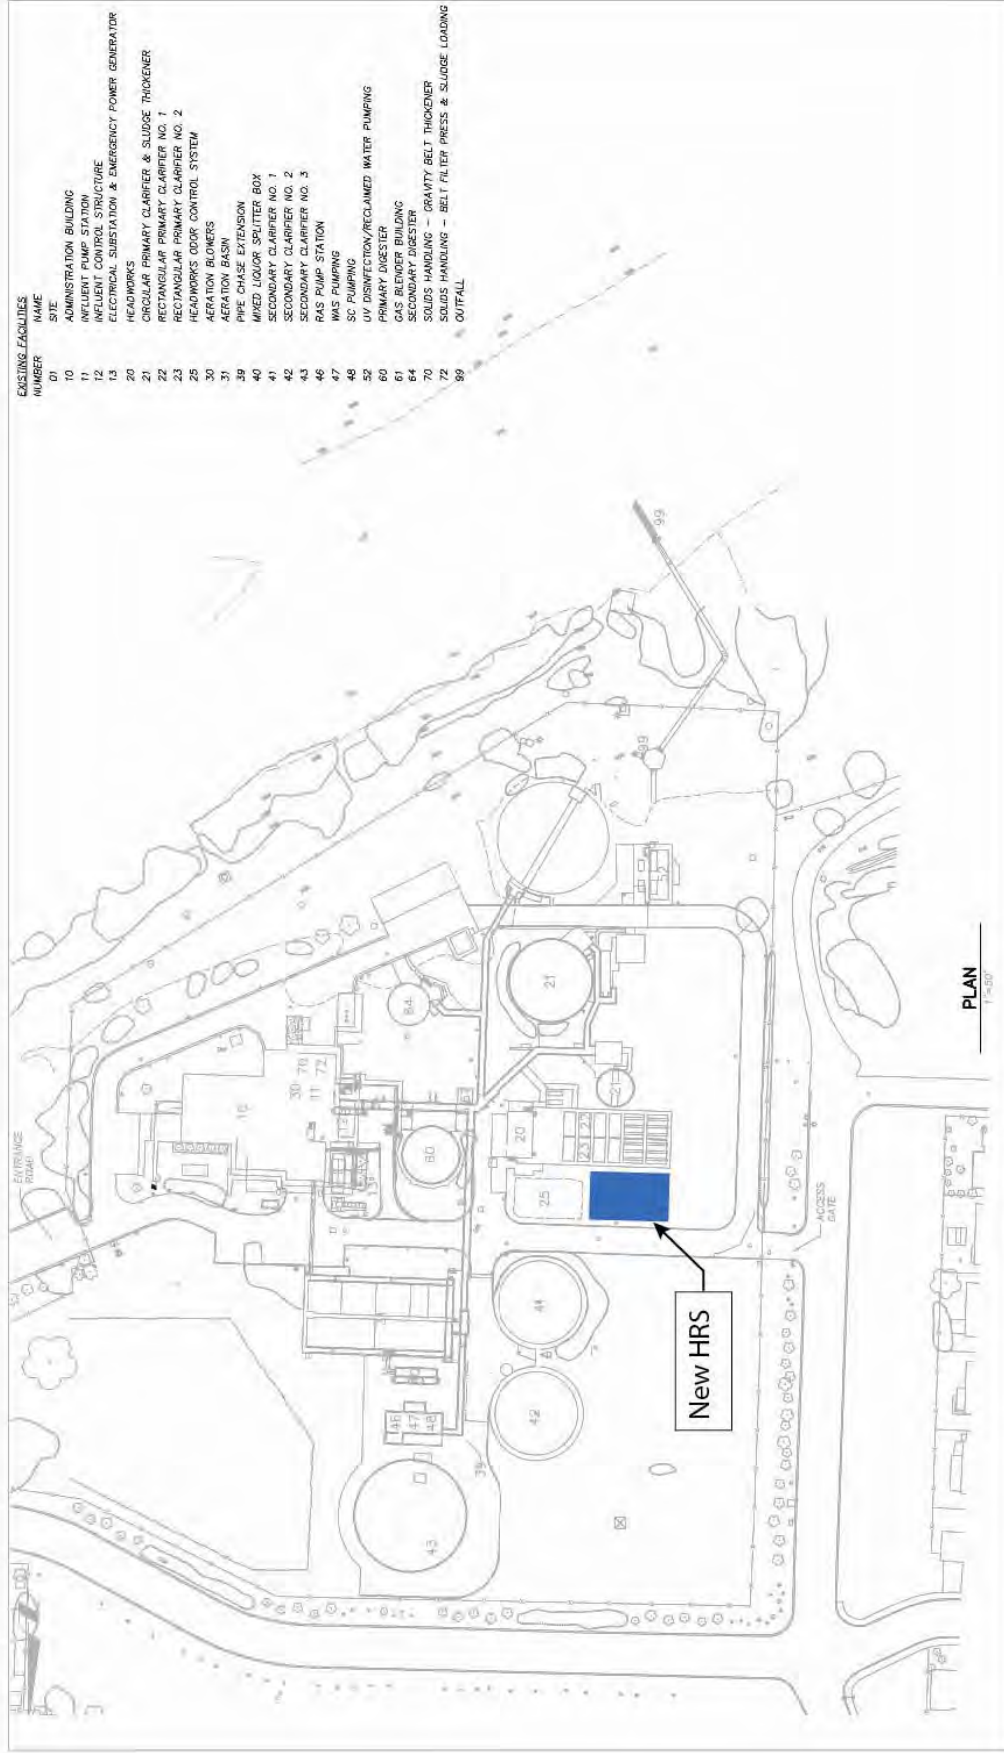 EXISTING FACILITIES
NUMBER NAME
01 SITE
10 ADMINISTRATION BUILDING
11 INFLUENT PUMP STATION
12 INFLUENT CONTROL STRUCTURE
13 ELECTRICAL SUBSTATION & EMERGENCY POWER GENERATOR
20 HEADWORKS
21 CIRCULAR PRIMARY CLARIFIER & SLUDGE THICKENER
22 RECTANGULAR PRIMARY CLARIFIER NO. 1
23 RECTANGULAR PRIMARY CLARIFIER NO. 2
25 HEADWORKS ODOR CONTROL SYSTEM
30 AERATION BLOWERS
31 AERATION BASIN
39 PIPE CHASE EXTENSION
40 MIXED LIQUOR SPLITTER BOX
41 SECONDARY CLARIFIER NO. 1
42 SECONDARY CLARIFIER NO. 2
43 SECONDARY CLARIFIER NO. 3
46 RAS PUMP STATION
47 WAS PUMPING
48 SC PUMPING
52 UV DISINFECTION/RECLAIMED WATER PUMPING
60 PRIMARY DIGESTER
61 GAS BLENDER BUILDING
64 SECONDARY DIGESTER
70 SOLIDS HANDLING - GRAVITY BELT THICKENER
72 SOLIDS HANDLING - BELT FILTER PRESS & SLUDGE LOADING
99 OUTFALL
ENTRANCE
ROAD
10
30 70
11 72
13
64
60
21
21
20
23 22
25
41
42
43
46
47
48
39
52
99
99
New HRS
ACCESS
GATE
PLAN
1"=80'